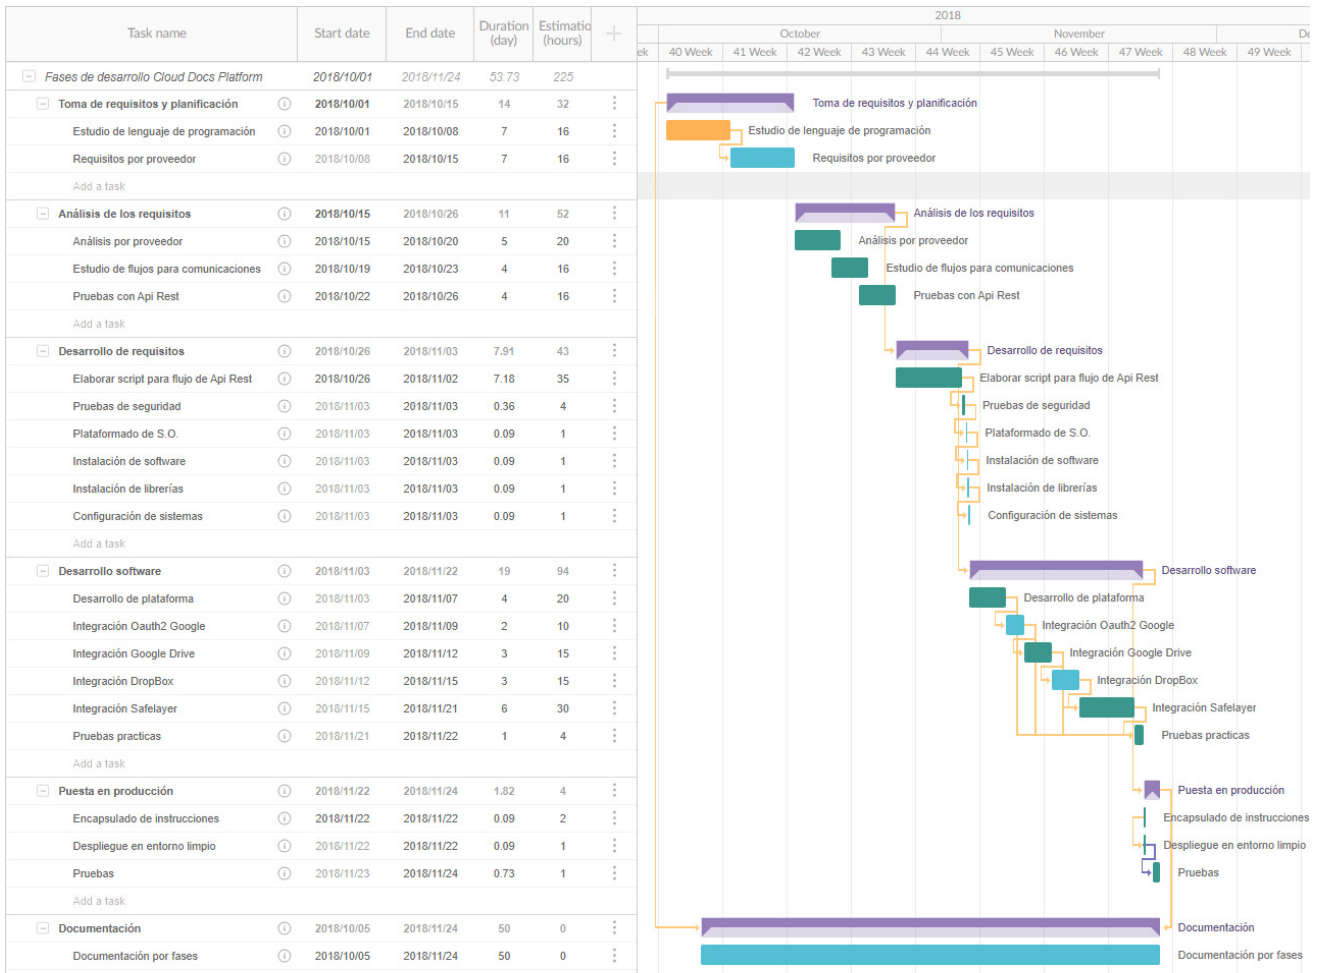 2018
Task name Start date End date Duration (day) Estimatio (hours)
October November De
ek 40 Week 41 Week 42 Week 43 Week 44 Week 45 Week 46 Week 47 Week 48 Week 49 Week
Fases de desarrollo Cloud Docs Platform 2018/10/01 2018/11/24 53.73 225
Toma de requisitos y planificación 2018/10/01 2018/10/15 14 32 Toma de requisitos y planificación
Estudio de lenguaje de programación 2018/10/01 2018/10/08 7 16 Estudio de lenguaje de programación
Requisitos por proveedor 2018/10/08 2018/10/15 7 16 Requisitos por proveedor
Add a task
Análisis de los requisitos 2018/10/15 2018/10/26 11 52 Análisis de los requisitos
Análisis por proveedor 2018/10/15 2018/10/20 5 20 Análisis por proveedor
Estudio de flujos para comunicaciones 2018/10/19 2018/10/23 4 16 Estudio de flujos para comunicaciones
Pruebas con Api Rest 2018/10/22 2018/10/26 4 16 Pruebas con Api Rest
Add a task
Desarrollo de requisitos 2018/10/26 2018/11/03 7.91 43 Desarrollo de requisitos
Elaborar script para flujo de Api Rest 2018/10/26 2018/11/02 7.18 35 Elaborar script para flujo de Api Rest
Pruebas de seguridad 2018/11/03 2018/11/03 0.36 4 Pruebas de seguridad
Plataformado de S.O. 2018/11/03 2018/11/03 0.09 1 Plataformado de S.O.
Instalación de software 2018/11/03 2018/11/03 0.09 1 Instalación de software
Instalación de librerías 2018/11/03 2018/11/03 0.09 1 Instalación de librerías
Configuración de sistemas 2018/11/03 2018/11/03 0.09 1 Configuración de sistemas
Add a task
Desarrollo software 2018/11/03 2018/11/22 19 94 Desarrollo software
Desarrollo de plataforma 2018/11/03 2018/11/07 4 20 Desarrollo de plataforma
Integración Oauth2 Google 2018/11/07 2018/11/09 2 10 Integración Oauth2 Google
Integración Google Drive 2018/11/09 2018/11/12 3 15 Integración Google Drive
Integración DropBox 2018/11/12 2018/11/15 3 15 Integración DropBox
Integración Safelayer 2018/11/15 2018/11/21 6 30 Integración Safelayer
Pruebas practicas 2018/11/21 2018/11/22 1 4 Pruebas practicas
Add a task
Puesta en producción 2018/11/22 2018/11/24 1.82 4 Puesta en producción
Encapsulado de instrucciones 2018/11/22 2018/11/22 0.09 2 Encapsulado de instrucciones
Despliegue en entorno limpio 2018/11/22 2018/11/22 0.09 1 Despliegue en entorno limpio
Pruebas 2018/11/23 2018/11/24 0.73 1 Pruebas
Add a task
Documentación 2018/10/05 2018/11/24 50 0 Documentación
Documentación por fases 2018/10/05 2018/11/24 50 0 Documentación por fases